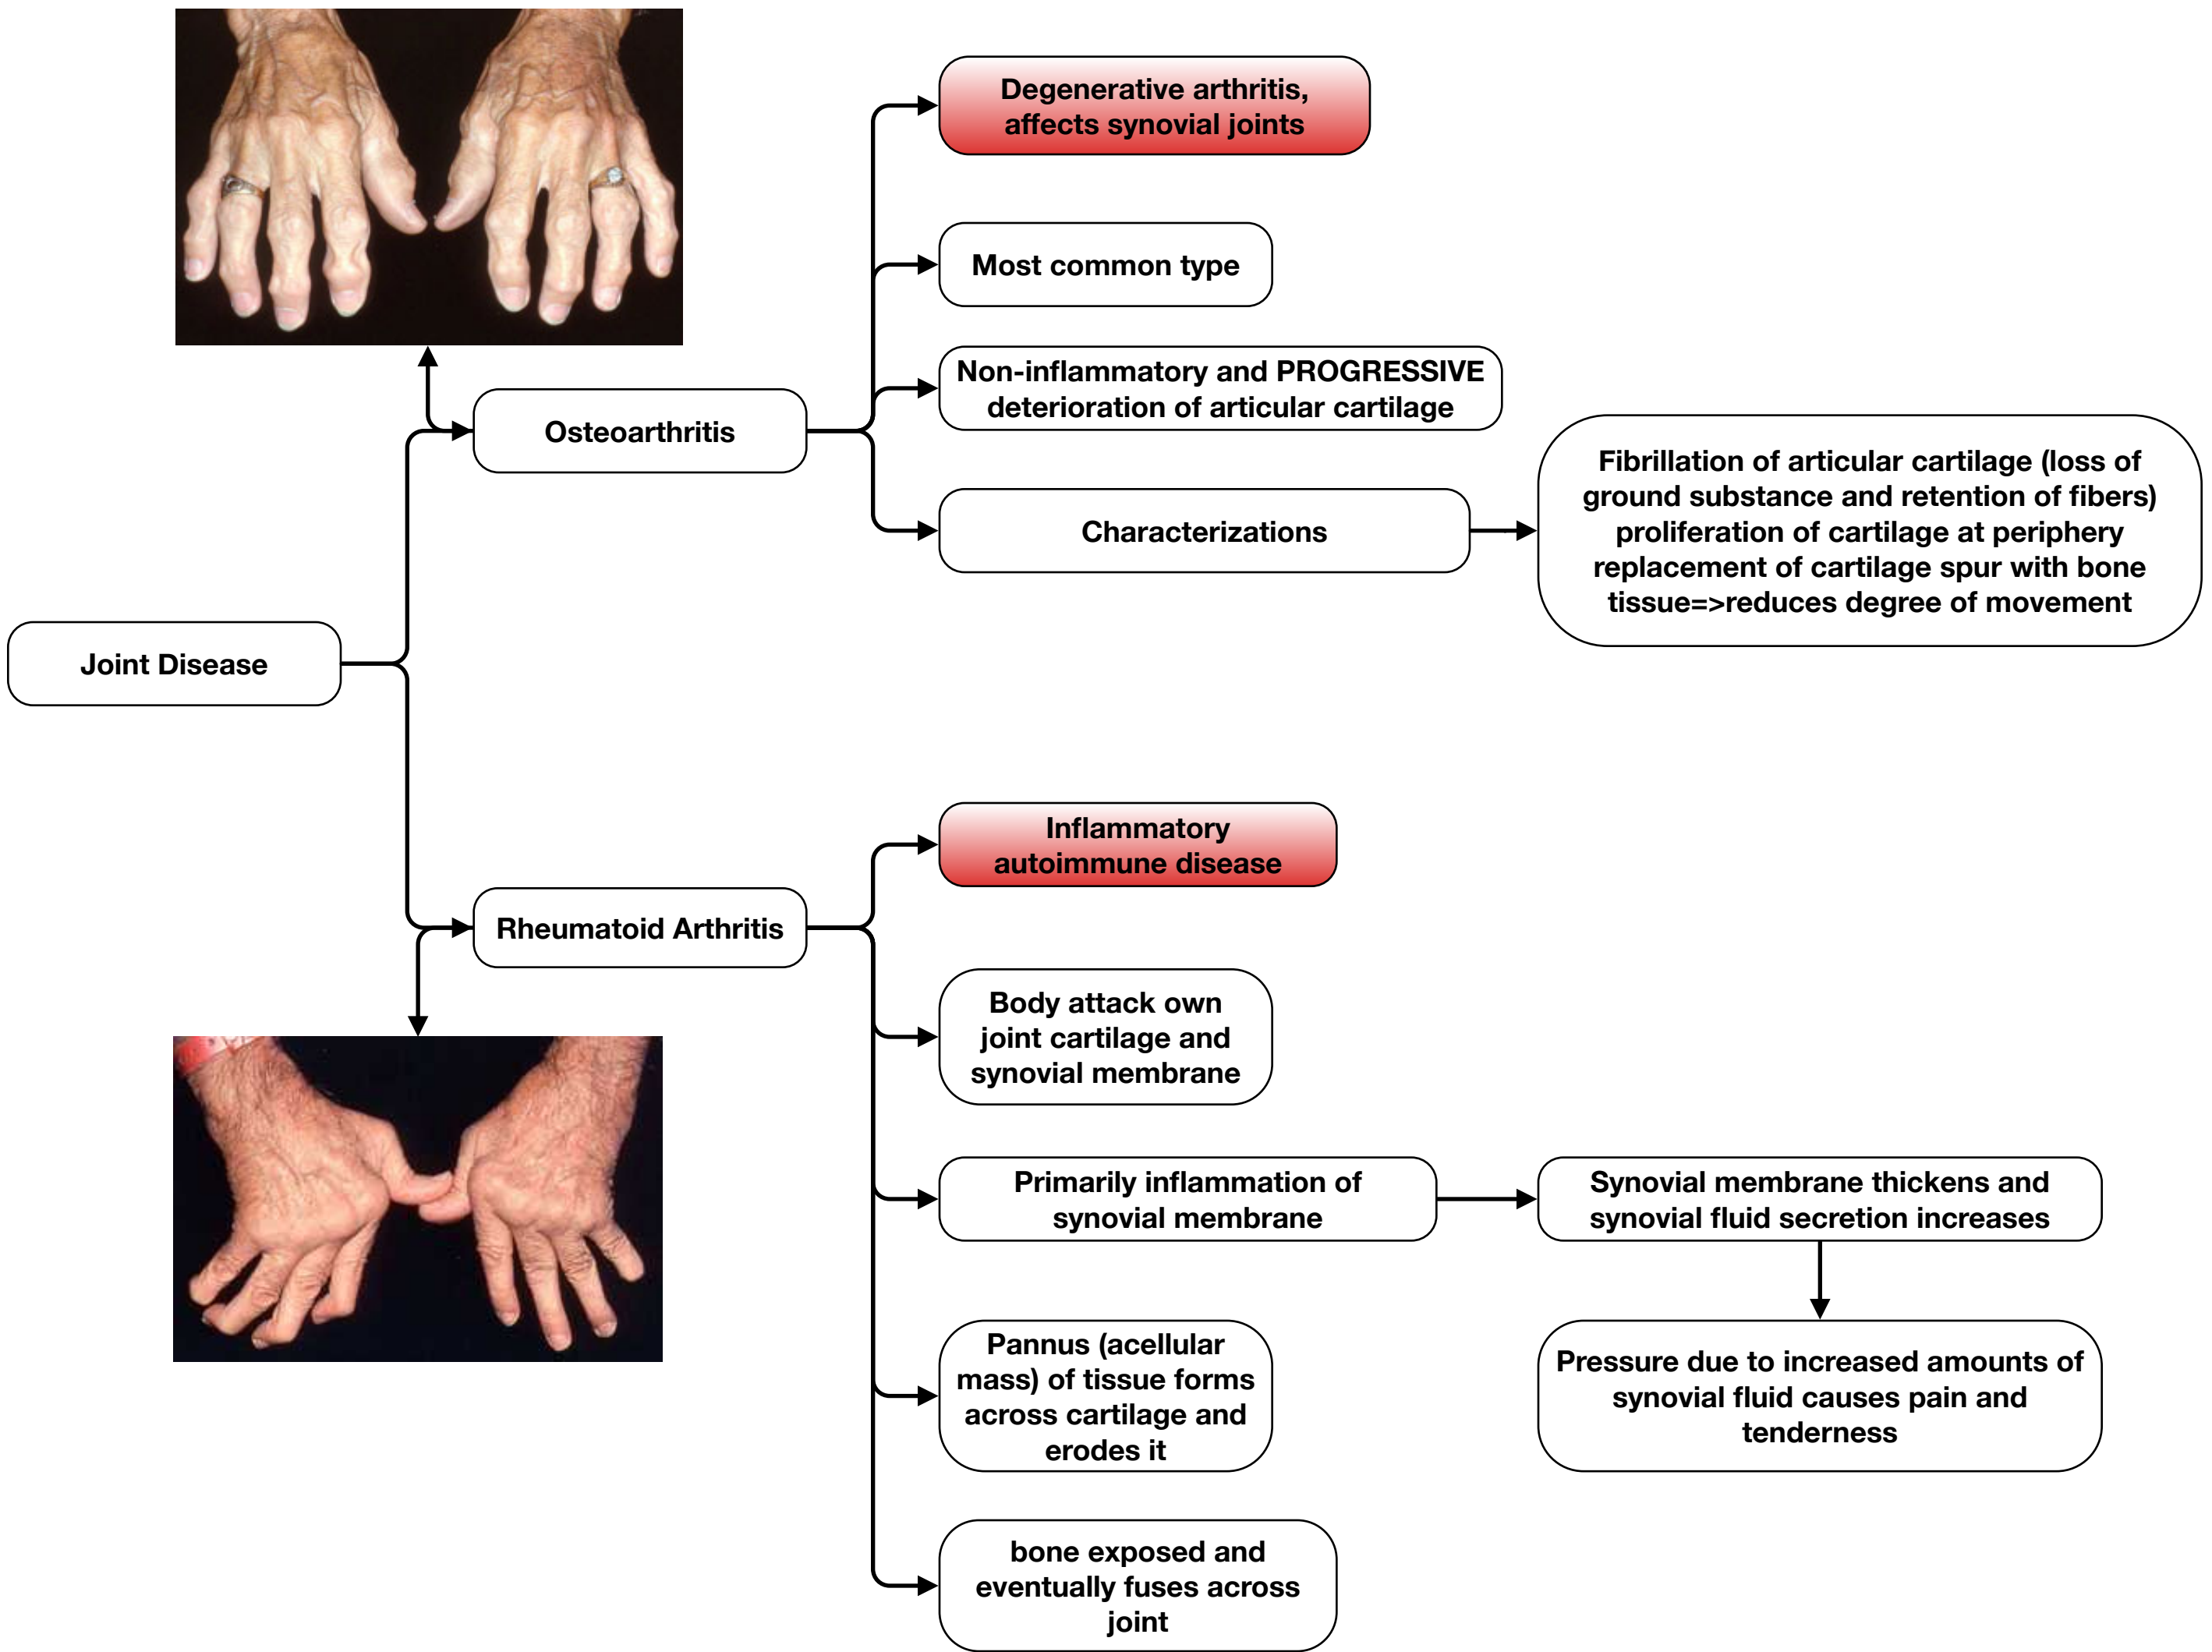 Joint Disease
Osteoarthritis
Degenerative arthritis,
affects synovial joints
Most common type
Non-inflammatory and PROGRESSIVE
deterioration of articular cartilage
Characterizations
Fibrillation of articular cartilage (loss of
ground substance and retention of fibers)
proliferation of cartilage at periphery
replacement of cartilage spur with bone
tissue=>reduces degree of movement
Rheumatoid Arthritis
Inflammatory
autoimmune disease
Body attack own
joint cartilage and
synovial membrane
Primarily inflammation of
synovial membrane
Synovial membrane thickens and
synovial fluid secretion increases
Pressure due to increased amounts of
synovial fluid causes pain and
tenderness
Pannus (acellular
mass) of tissue forms
across cartilage and
erodes it
bone exposed and
eventually fuses across
joint